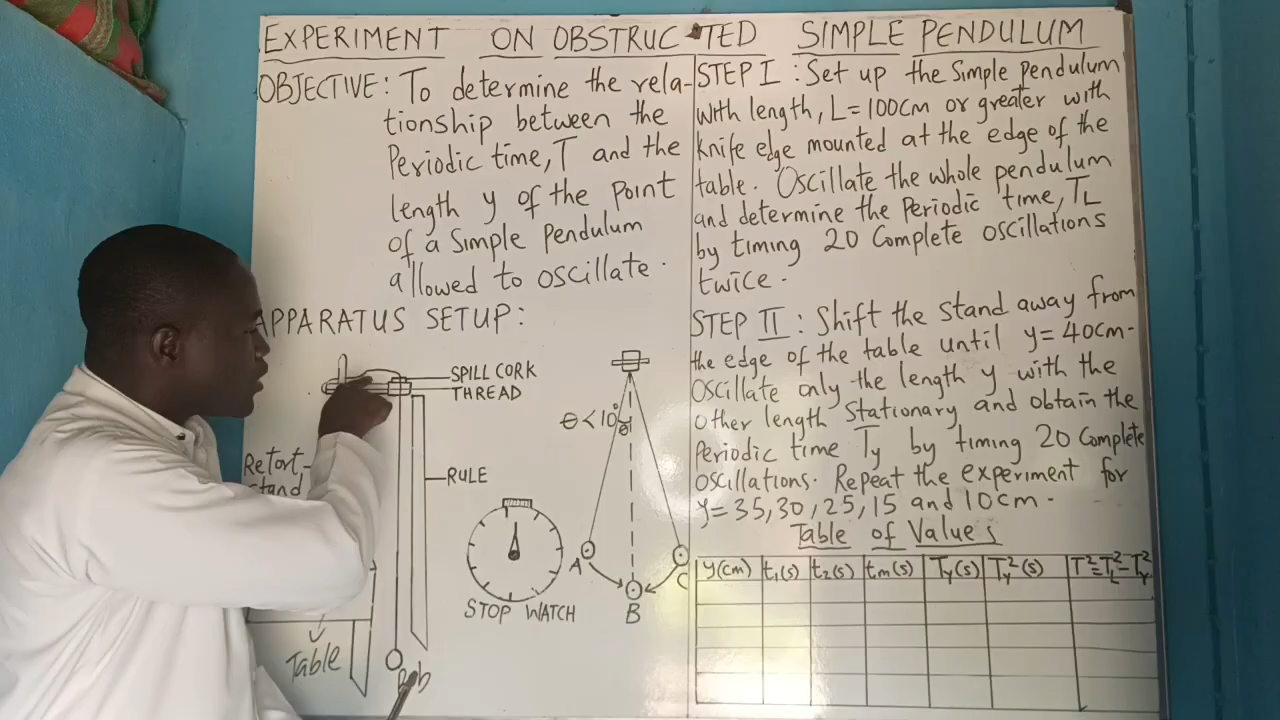 EXPERIMENT ON OBSTRUCTED SIMPLE PENDULUM
OBJECTIVE: To determine the rela-
tionship between the
Periodic time, T and the
length y of the point
of a Simple Pendulum
allowed to oscillate.
APPARATUS SETUP:
SPILL CORK
THREAD
Retort-
stand
RULE
Table
Bob
STOP WATCH
θ < 10°
θ
A
B
C
STEP I : Set up the Simple pendulum
with length, L = 100cm or greater with
knife edge mounted at the edge of the
table. Oscillate the whole pendulum
and determine the Periodic time, TL
by timing 20 Complete oscillations
twice.
STEP II : Shift the stand away from
the edge of the table until y = 40cm.
Oscillate only the length y with the
other length Stationary and obtain the
Periodic time Ty by timing 20 Complete
oscillations. Repeat the experiment for
y = 35, 30, 25, 15 and 10cm.
Table of Values
y(cm) t₁(s) t₂(s) tm(s) Ty(s) Ty²(s) T² = TL² - Ty²